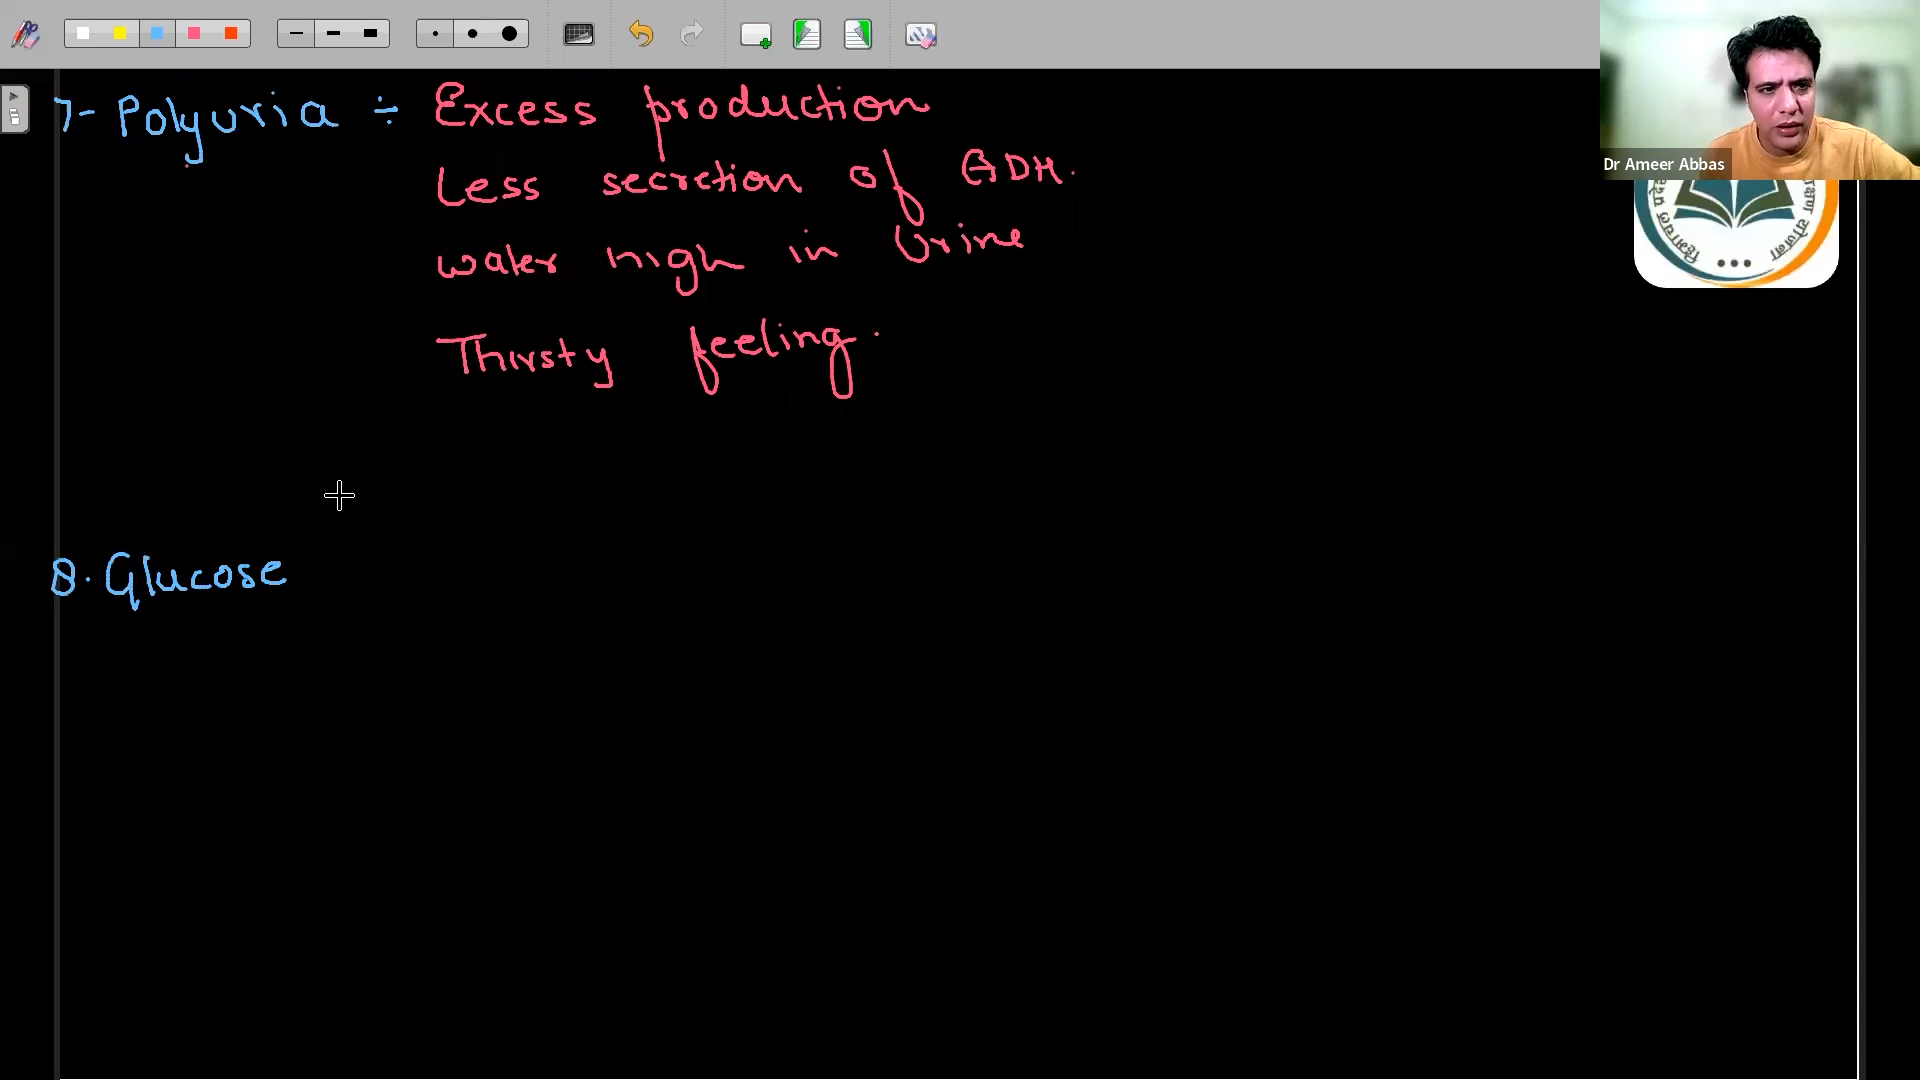 7- Polyuria ÷ Excess production
Less secretion of ADH.
water high in Urine
Thirsty feeling.
8. Glucose
Dr Ameer Abbas